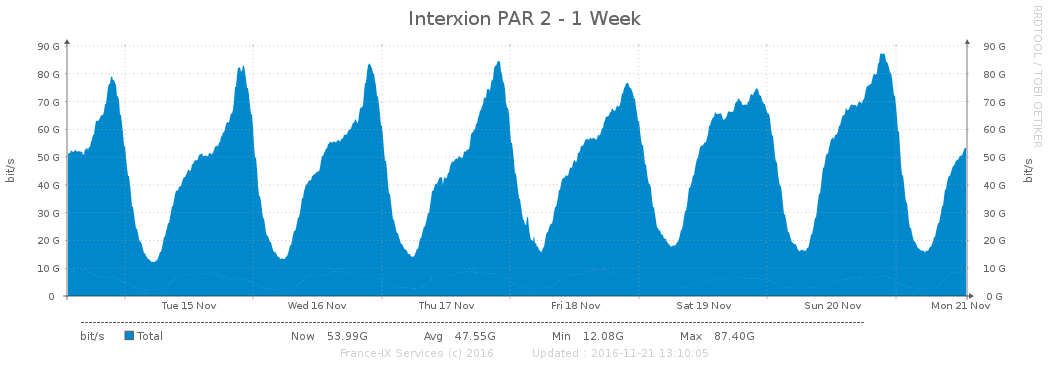 Interxion PAR 2 - 1 Week
RRDTOOL / TOBI OETIKER
90 G 90 G
80 G 80 G
70 G 70 G
60 G 60 G
50 G 50 G
40 G 40 G
30 G 30 G
20 G 20 G
10 G 10 G
0 0 G
bit/s bit/s
Tue 15 Nov Wed 16 Nov Thu 17 Nov Fri 18 Nov Sat 19 Nov Sun 20 Nov Mon 21 Nov
bit/s Total Now 53.99G Avg 47.55G Min 12.08G Max 87.40G
France-IX Services (c) 2016 Updated : 2016-11-21 13:10:05